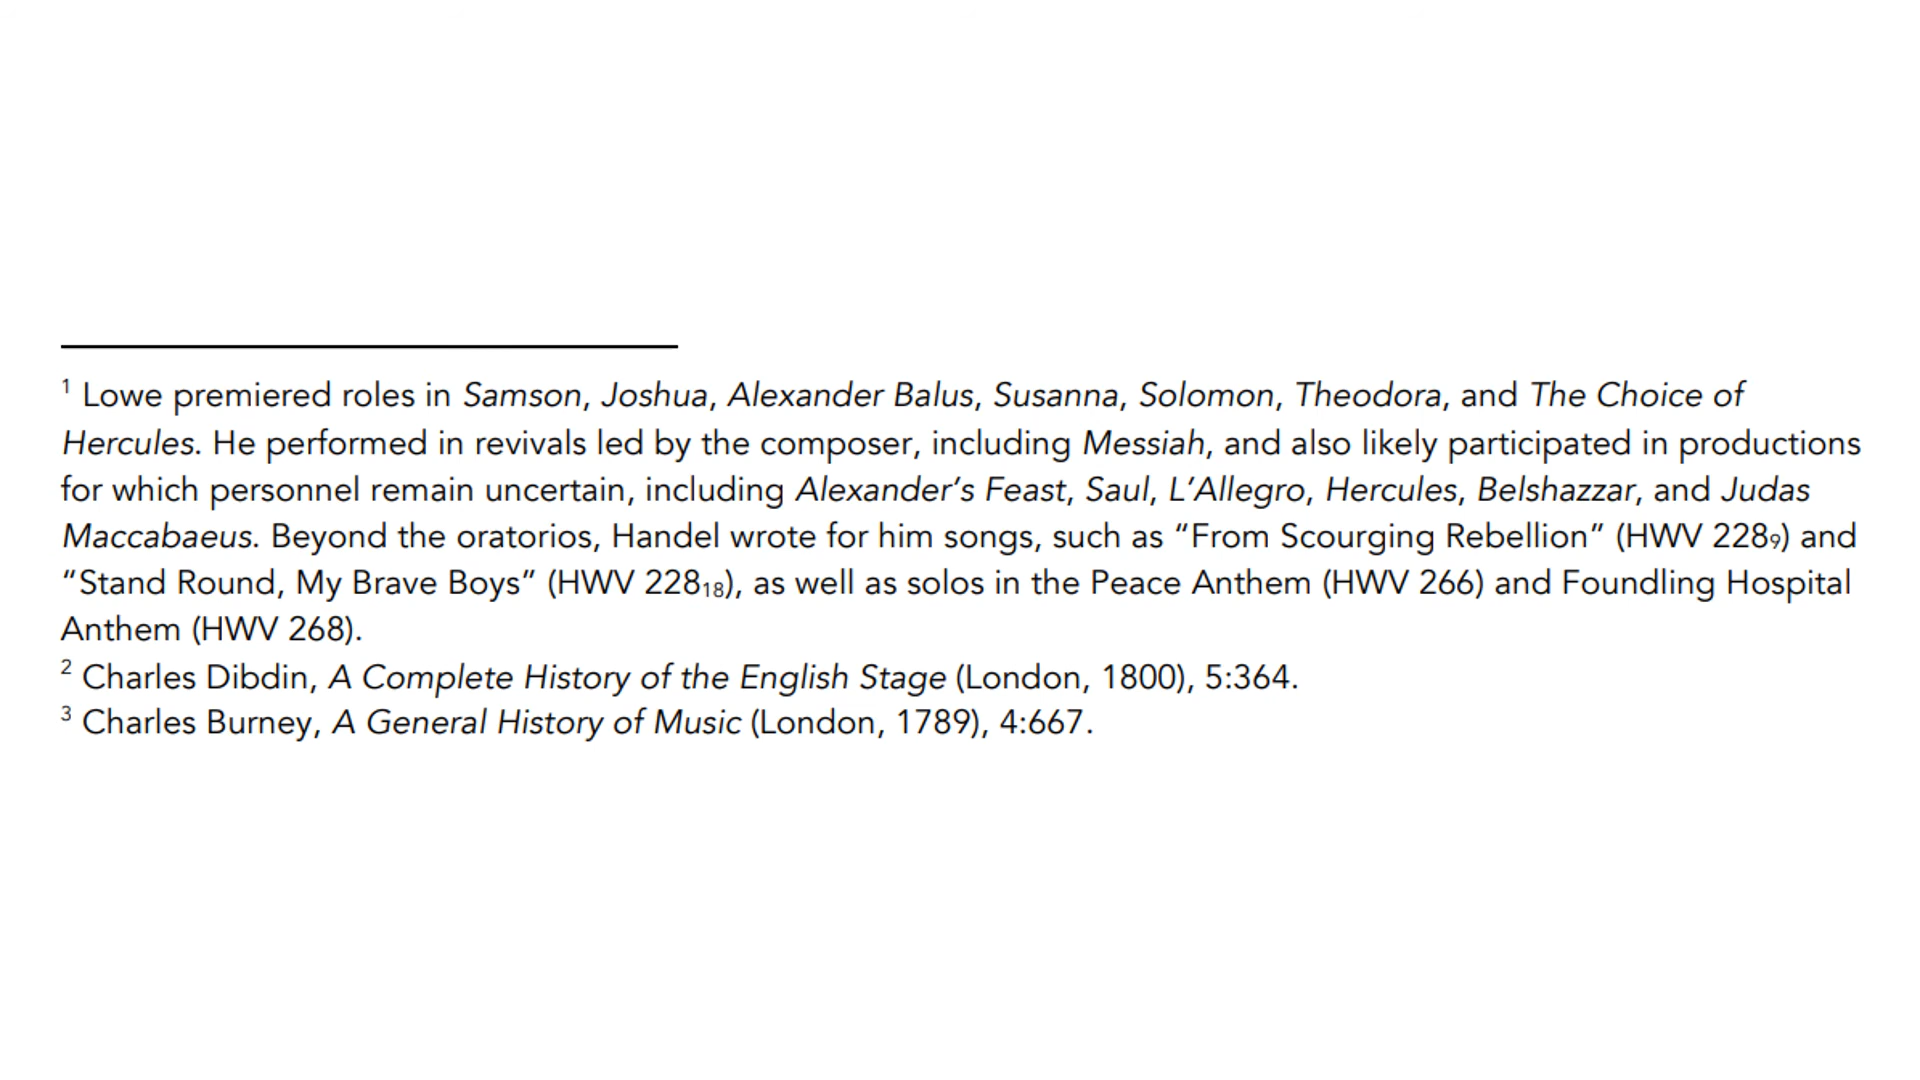 ¹ Lowe premiered roles in Samson, Joshua, Alexander Balus, Susanna, Solomon, Theodora, and The Choice of
Hercules. He performed in revivals led by the composer, including Messiah, and also likely participated in productions
for which personnel remain uncertain, including Alexander’s Feast, Saul, L’Allegro, Hercules, Belshazzar, and Judas
Maccabaeus. Beyond the oratorios, Handel wrote for him songs, such as “From Scourging Rebellion” (HWV 228₉) and
“Stand Round, My Brave Boys” (HWV 228₁₈), as well as solos in the Peace Anthem (HWV 266) and Foundling Hospital
Anthem (HWV 268).
² Charles Dibdin, A Complete History of the English Stage (London, 1800), 5:364.
³ Charles Burney, A General History of Music (London, 1789), 4:667.